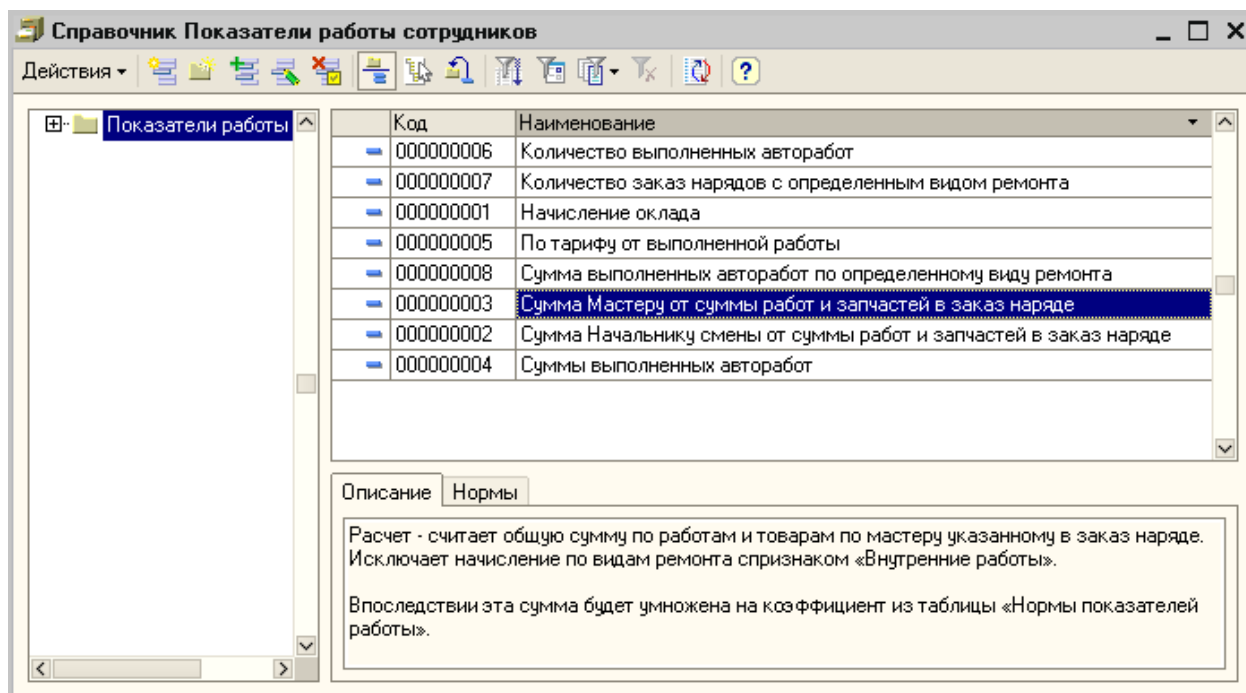 Справочник Показатели работы сотрудников
Действия
Показатели работы
Код Наименование
000000006 Количество выполненных авторабот
000000007 Количество заказ нарядов с определенным видом ремонта
000000001 Начисление оклада
000000005 По тарифу от выполненной работы
000000008 Сумма выполненных авторабот по определенному виду ремонта
000000003 Сумма Мастеру от суммы работ и запчастей в заказ наряде
000000002 Сумма Начальнику смены от суммы работ и запчастей в заказ наряде
000000004 Суммы выполненных авторабот
Описание Нормы
Расчет - считает общую сумму по работам и товарам по мастеру указанному в заказ наряде.
Исключает начисление по видам ремонта спризнаком «Внутренние работы».
Впоследствии эта сумма будет умножена на коэффициент из таблицы «Нормы показателей
работы».